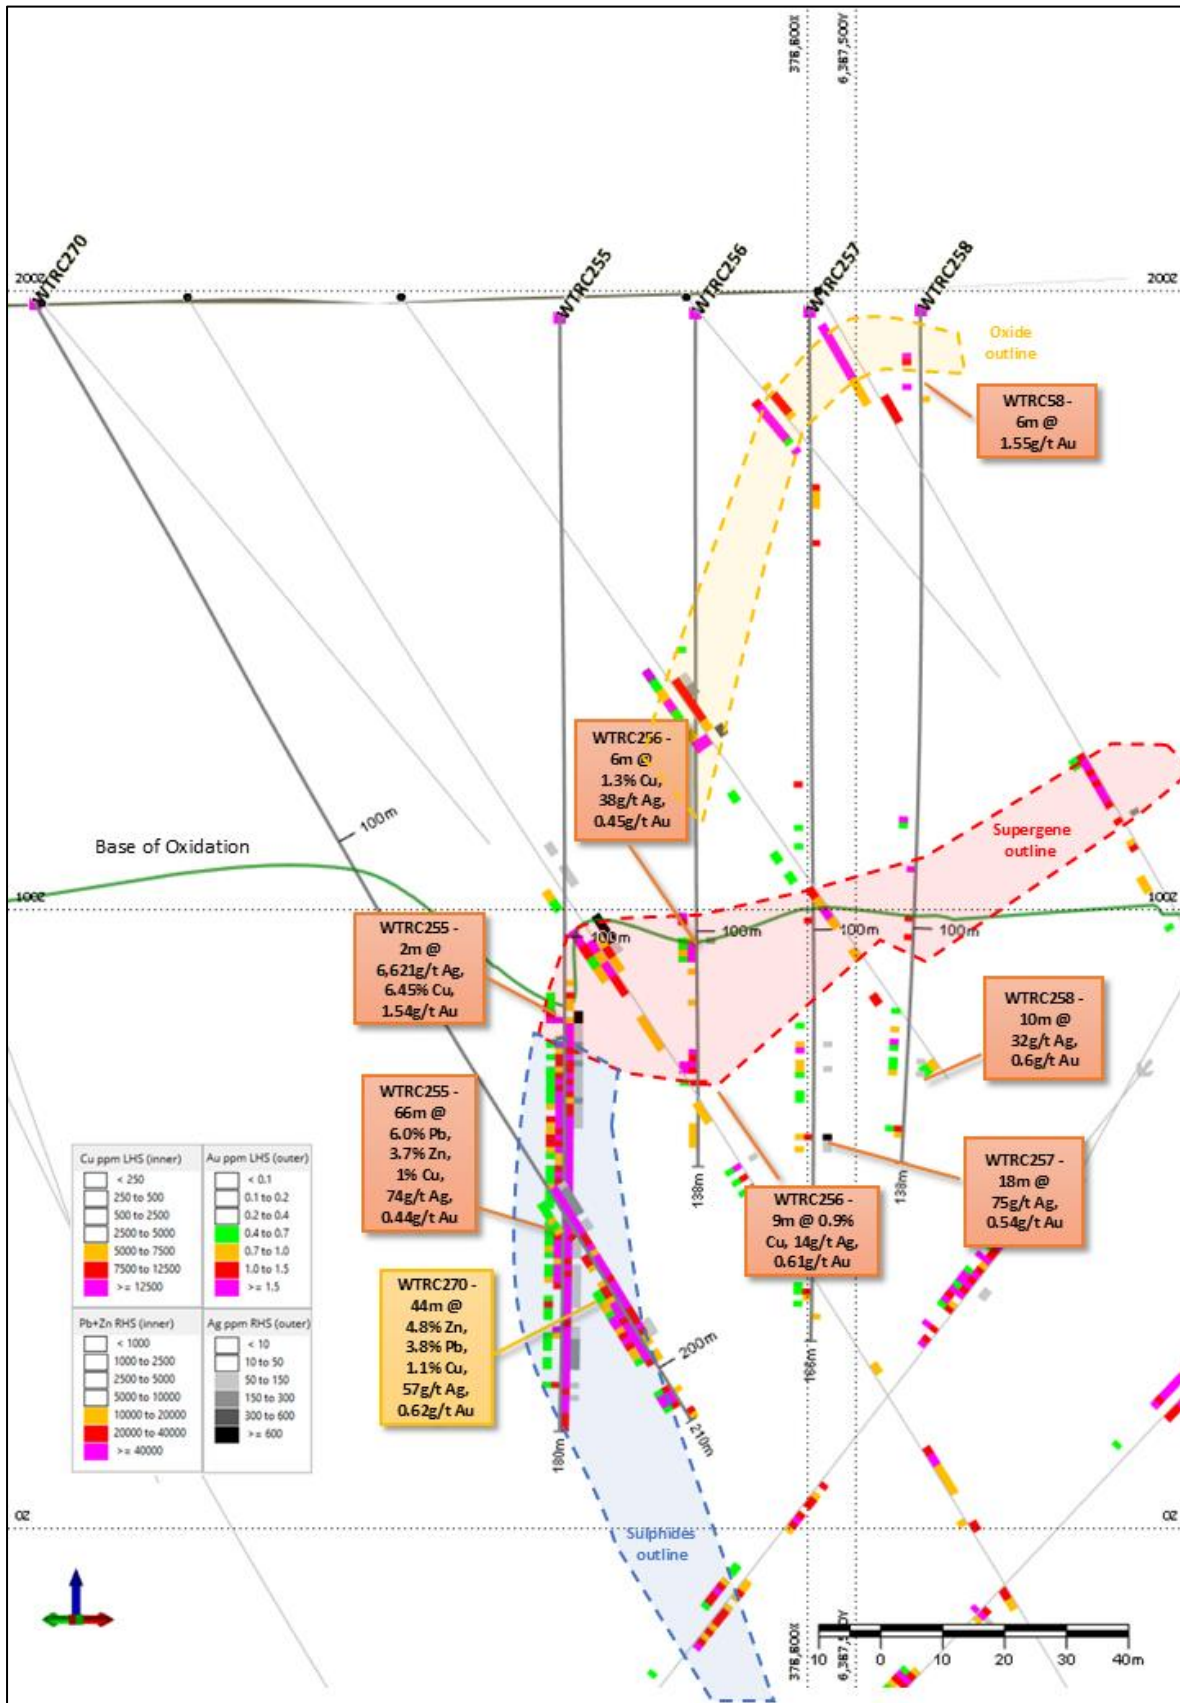 378,800X
6,387,500Y
WTRC270
WTRC255
WTRC256
WTRC257
WTRC258
200Z
200Z
Oxide
outline
WTRC58 -
6m @
1.55g/t Au
WTRC256 -
6m @
1.3% Cu,
38g/t Ag,
0.45g/t Au
100m
Base of Oxidation
Supergene
outline
100Z
100Z
100m
100m
100m
100m
WTRC255 -
2m @
6,621g/t Ag,
6.45% Cu,
1.54g/t Au
WTRC258 -
10m @
32g/t Ag,
0.6g/t Au
WTRC255 -
66m @
6.0% Pb,
3.7% Zn,
1% Cu,
74g/t Ag,
0.44g/t Au
WTRC257 -
18m @
75g/t Ag,
0.54g/t Au
138m
138m
WTRC256 -
9m @ 0.9%
Cu, 14g/t Ag,
0.61g/t Au
WTRC270 -
44m @
4.8% Zn,
3.8% Pb,
1.1% Cu,
57g/t Ag,
0.62g/t Au
200m
210m
166m
180m
Cu ppm LHS (inner)
< 250
250 to 500
500 to 2500
2500 to 5000
5000 to 7500
7500 to 12500
>= 12500
Au ppm LHS (outer)
< 0.1
0.1 to 0.2
0.2 to 0.4
0.4 to 0.7
0.7 to 1.0
1.0 to 1.5
>= 1.5
Pb+Zn RHS (inner)
< 1000
1000 to 2500
2500 to 5000
5000 to 10000
10000 to 20000
20000 to 40000
>= 40000
Ag ppm RHS (outer)
< 10
10 to 50
50 to 150
150 to 300
300 to 600
>= 600
0Z
0Z
Sulphides
outline
378,800X
6,387,500Y
10 0 10 20 30 40m